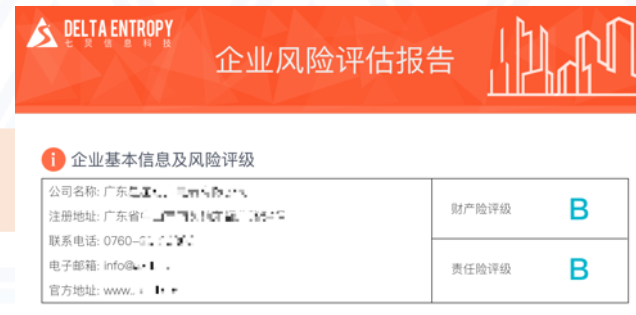 DELTA ENTROPY
七炅信息科技
企业风险评估报告
i 企业基本信息及风险评级
公司名称: 广东
注册地址: 广东省
联系电话: 0760-
电子邮箱: info@
官方地址: www.
财产险评级 B
责任险评级 B